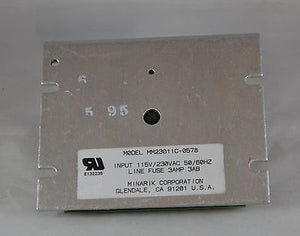 6
5 95
MODEL MM23011C-0578
INPUT 115V/230VAC 50/60HZ
LINE FUSE 3AMP 3AB
E132235
MINARIK CORPORATION
GLENDALE, CA 91201 U.S.A.